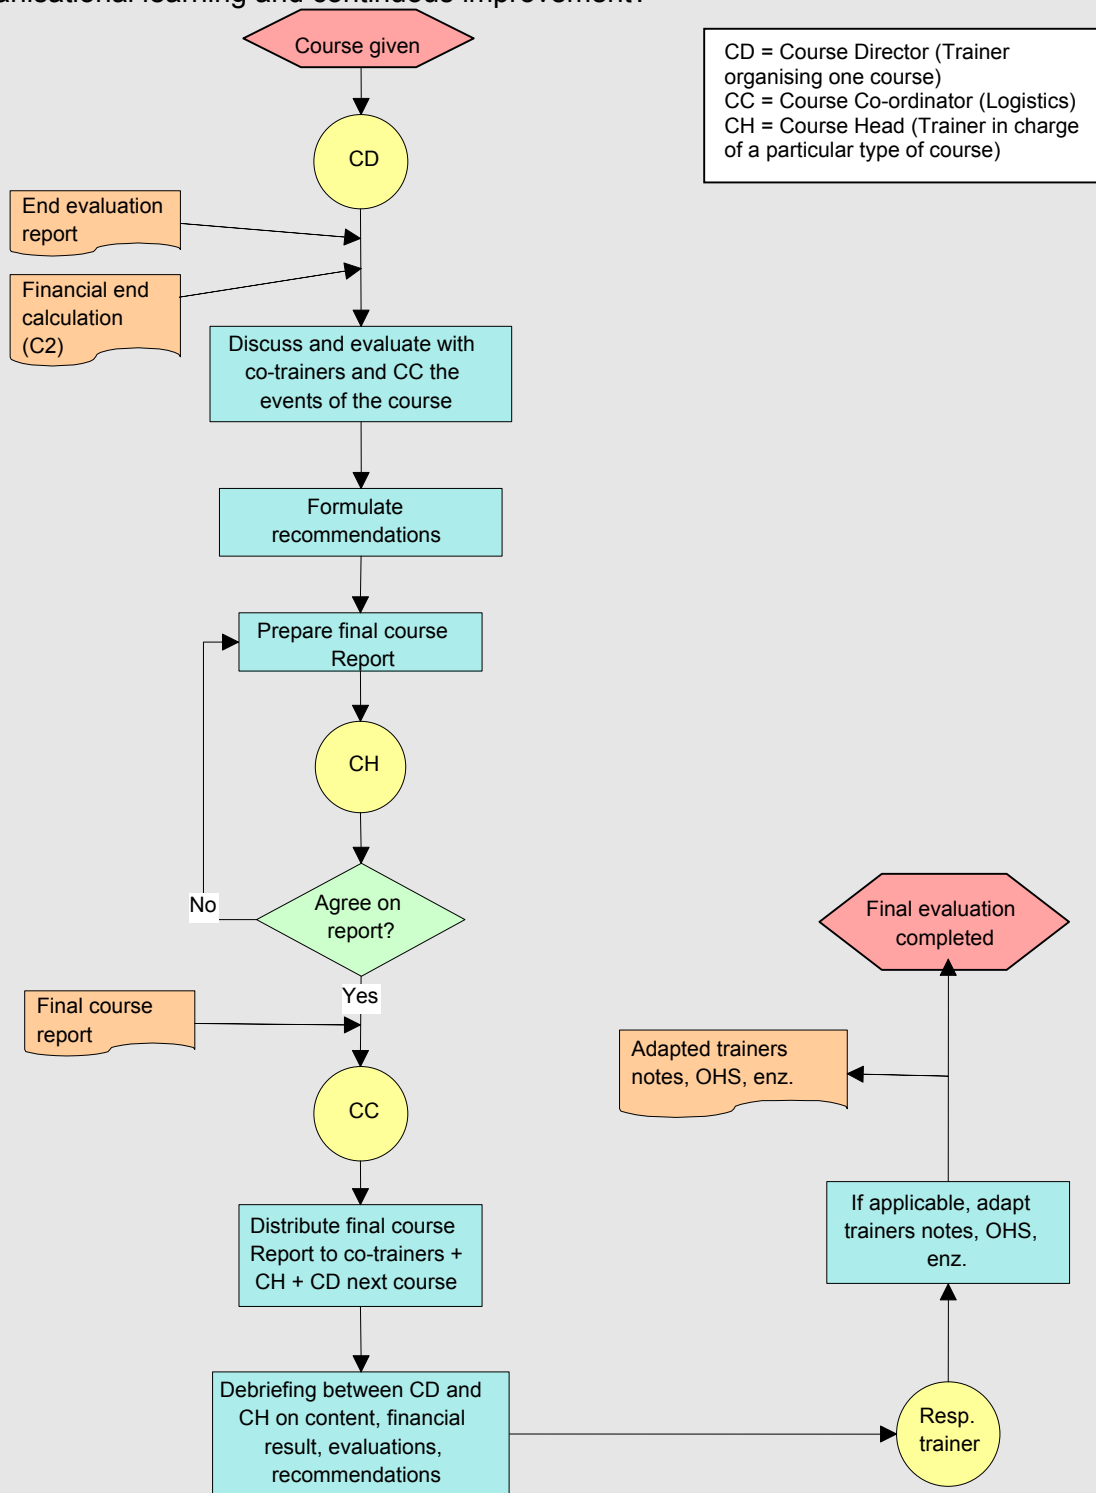 organisational learning and continuous improvement?
Course given
CD = Course Director (Trainer
organising one course)
CC = Course Co-ordinator (Logistics)
CH = Course Head (Trainer in charge
of a particular type of course)
CD
End evaluation
report
Financial end
calculation
(C2)
Discuss and evaluate with
co-trainers and CC the
events of the course
Formulate
recommendations
Prepare final course
Report
CH
Agree on
report?
No
Yes
Final course
report
CC
Distribute final course
Report to co-trainers +
CH + CD next course
Debriefing between CD and
CH on content, financial
result, evaluations,
recommendations
Resp.
trainer
If applicable, adapt
trainers notes, OHS,
enz.
Adapted trainers
notes, OHS, enz.
Final evaluation
completed